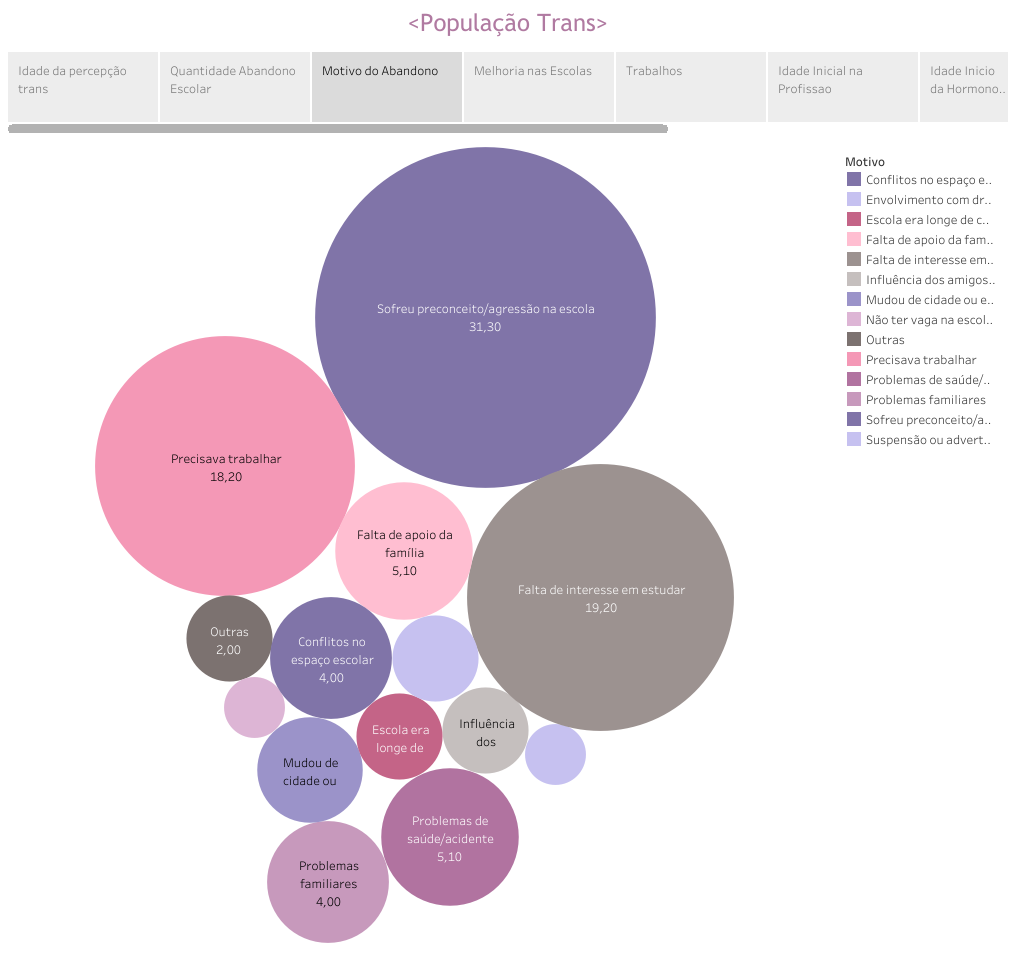 <População Trans>
Idade da percepção
trans
Quantidade Abandono
Escolar
Motivo do Abandono
Melhoria nas Escolas
Trabalhos
Idade Inicial na
Profissao
Idade Inicio
da Hormono..
Motivo
Conflitos no espaço e..
Envolvimento com dr..
Escola era longe de c..
Falta de apoio da fam..
Falta de interesse em..
Influência dos amigos..
Mudou de cidade ou e..
Não ter vaga na escol..
Outras
Precisava trabalhar
Problemas de saúde/..
Problemas familiares
Sofreu preconceito/a..
Suspensão ou advert..
Sofreu preconceito/agressão na escola
31,30
Precisava trabalhar
18,20
Falta de apoio da
família
5,10
Falta de interesse em estudar
19,20
Outras
2,00
Conflitos no
espaço escolar
4,00
Escola era
longe de
Influência
dos
Mudou de
cidade ou
Problemas de
saúde/acidente
5,10
Problemas
familiares
4,00